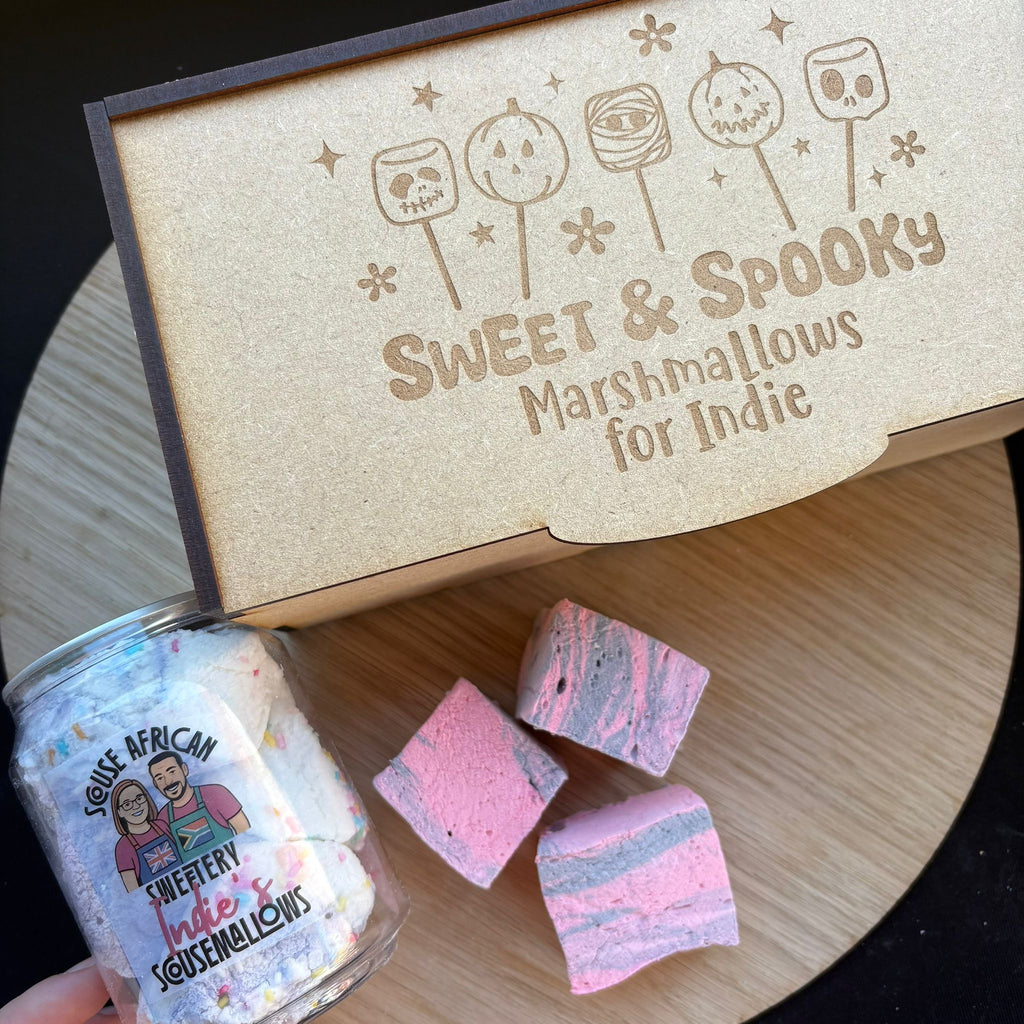 SWEET & SPOOKY
Marshmallows
for Indie
SCOUSE AFRICAN
SWEETERY
Indie's
SCOUSEMALLOWS